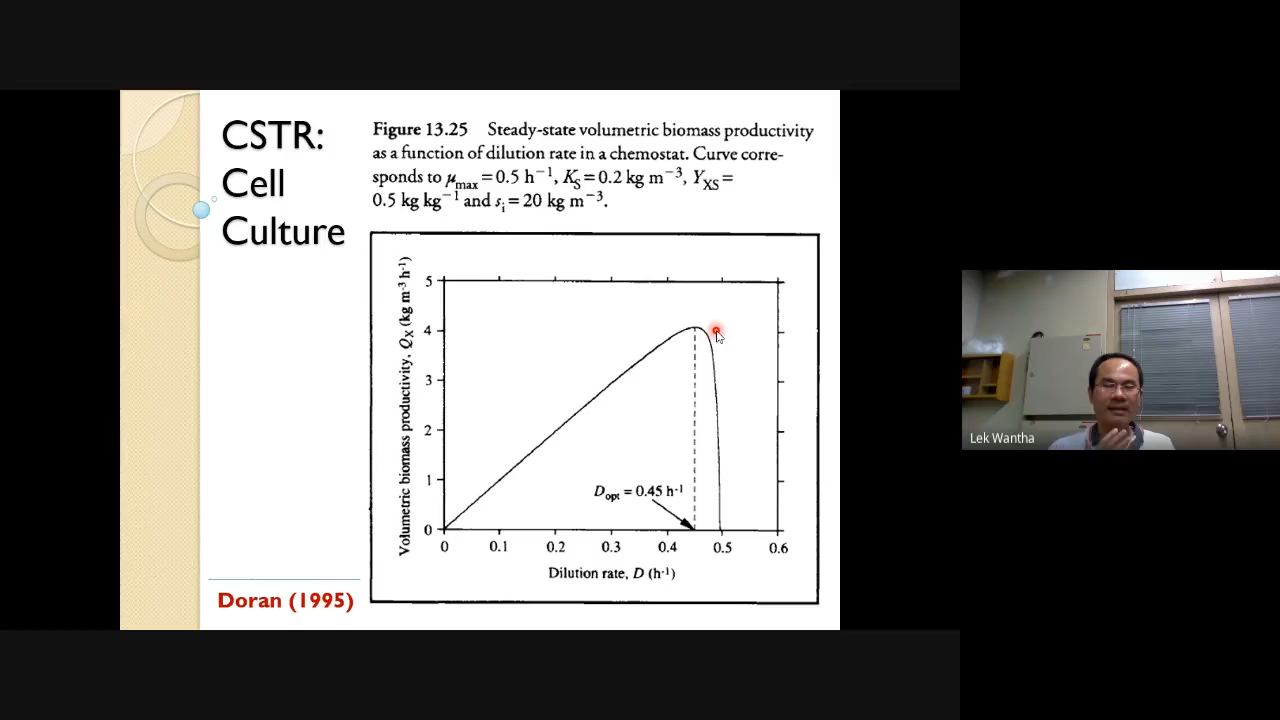 CSTR:
Cell
Culture
Figure 13.25 Steady-state volumetric biomass productivity
as a function of dilution rate in a chemostat. Curve corre-
sponds to μmax = 0.5 h⁻¹, KS = 0.2 kg m⁻³, YXS =
0.5 kg kg⁻¹ and si = 20 kg m⁻³.
Volumetric biomass productivity, QX (kg m⁻³ h⁻¹)
5
4
3
2
1
0
Dopt = 0.45 h⁻¹
0 0.1 0.2 0.3 0.4 0.5 0.6
Dilution rate, D (h⁻¹)
Doran (1995)
Lek Wantha